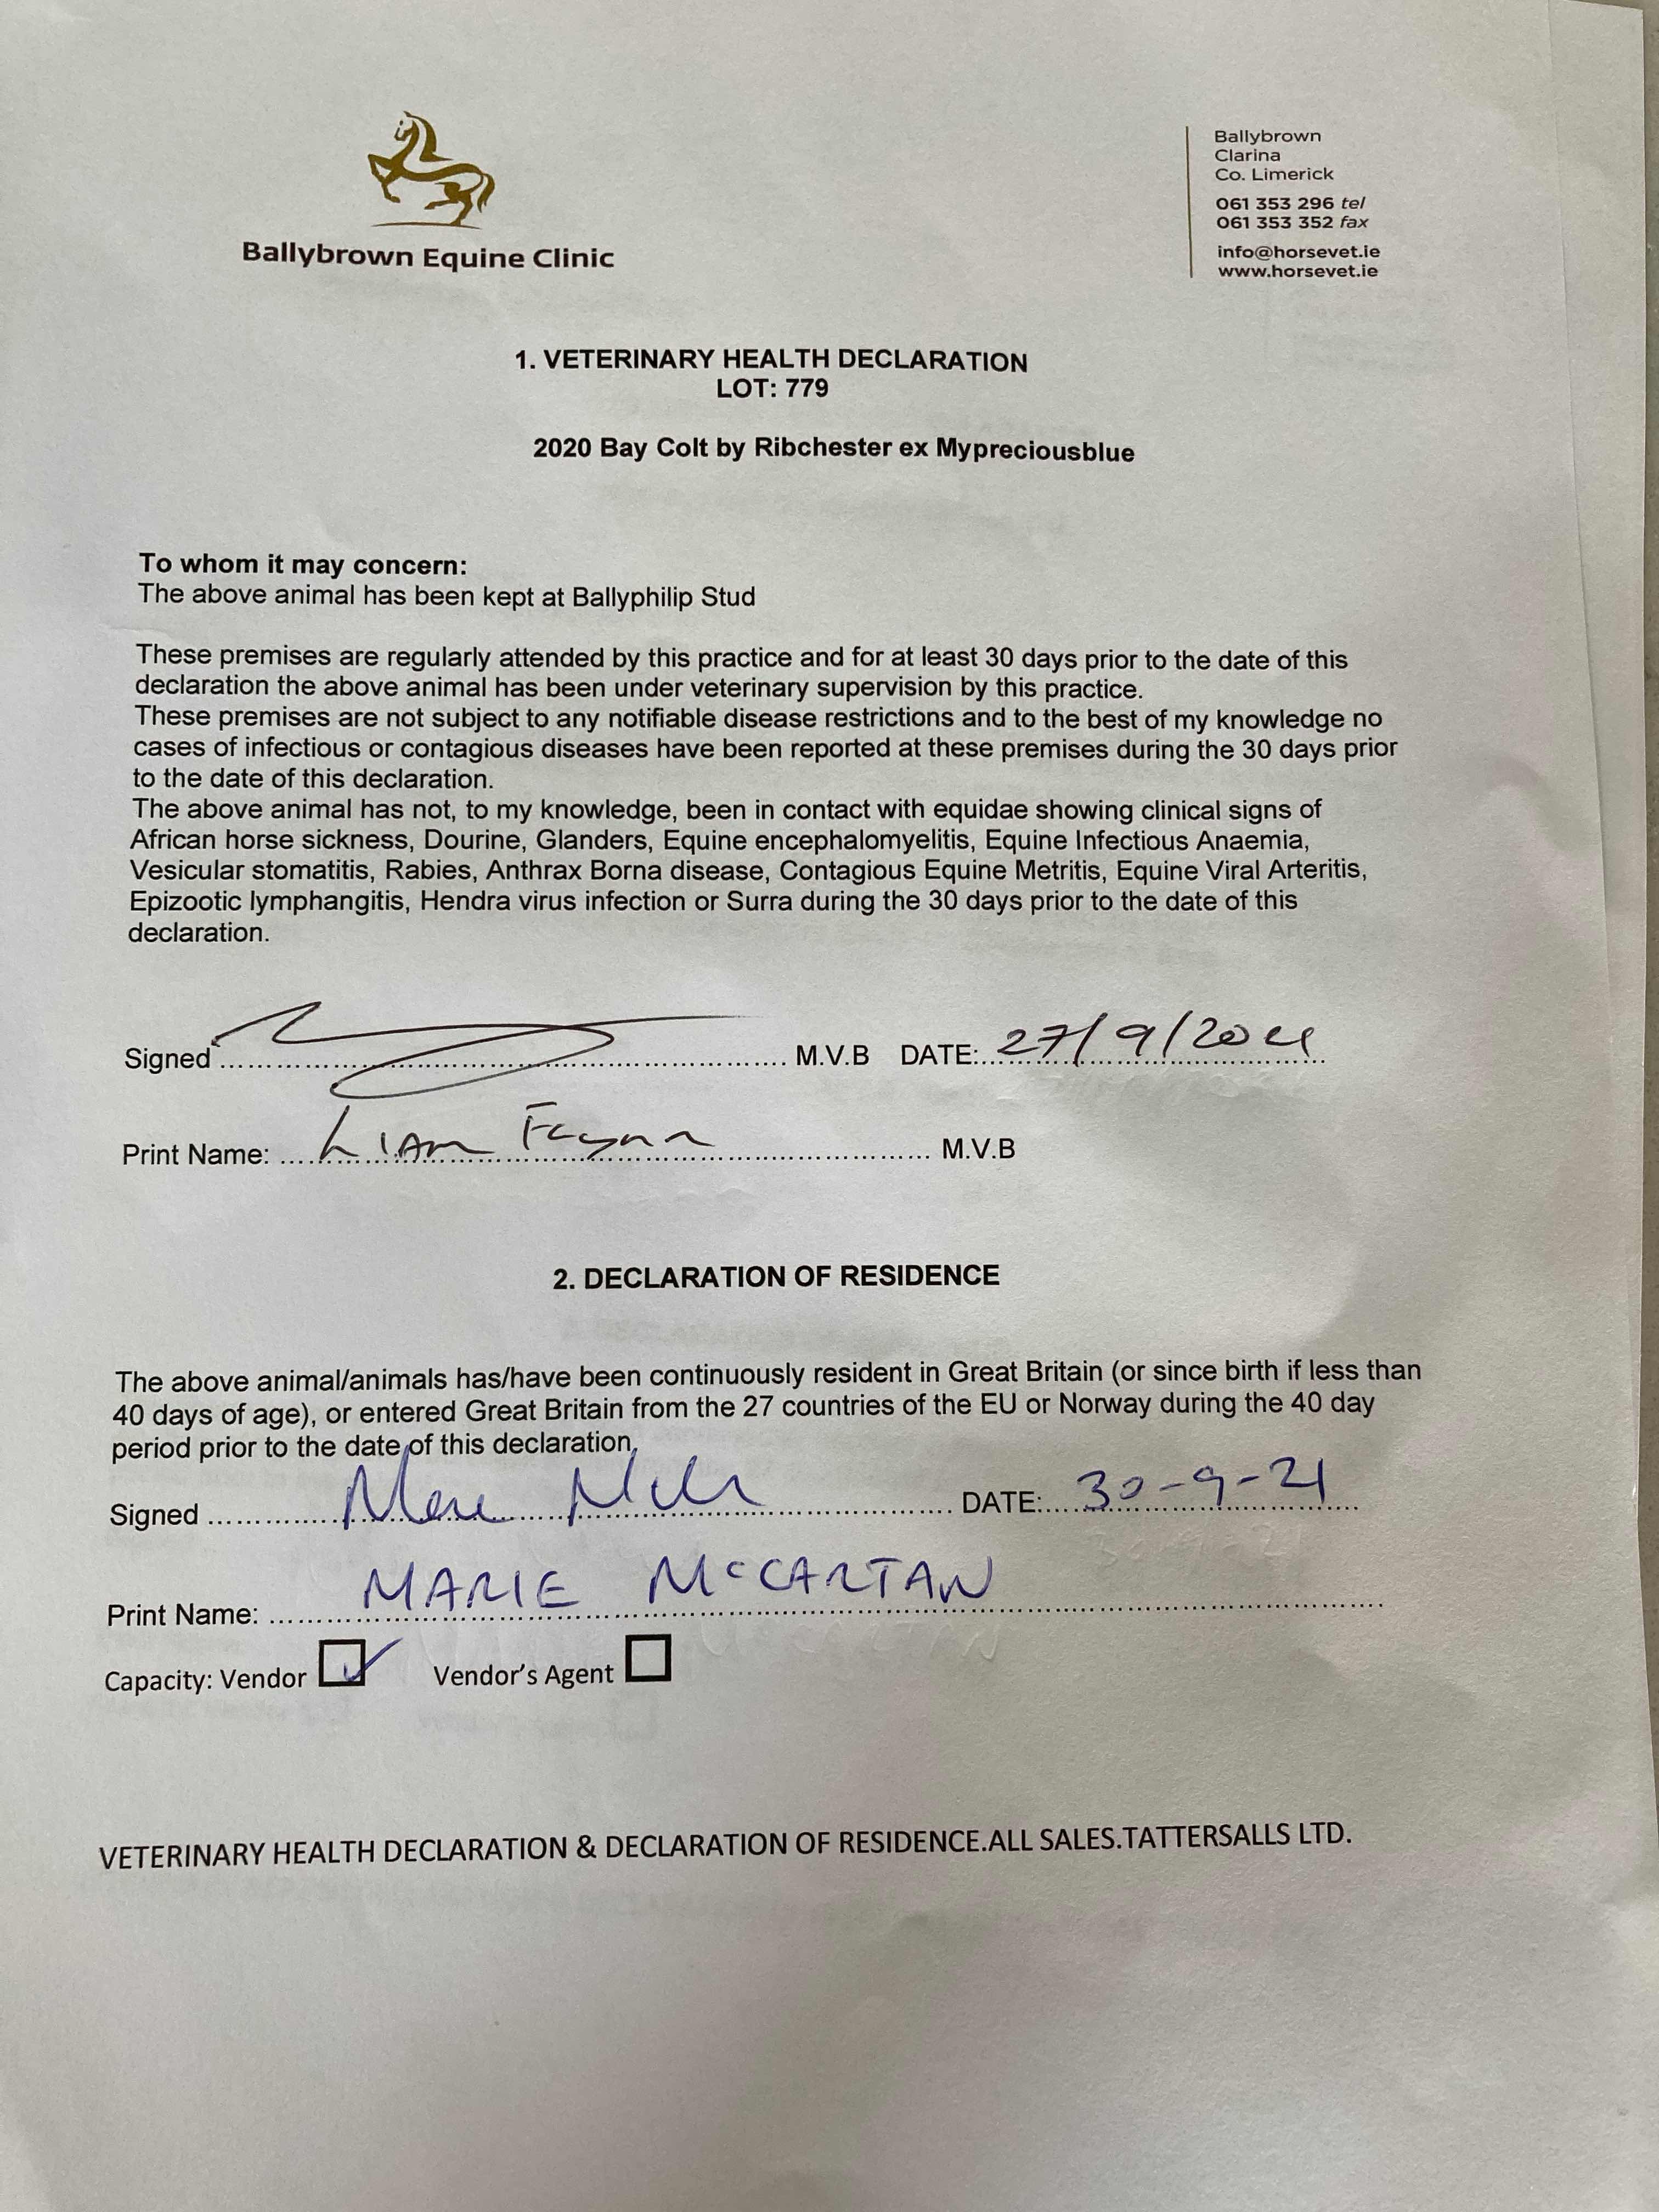 Ballybrown Equine Clinic
Ballybrown
Clarina
Co. Limerick
061 353 296 tel
061 353 352 fax
info@horsevet.ie
www.horsevet.ie
1. VETERINARY HEALTH DECLARATION
LOT: 779
2020 Bay Colt by Ribchester ex Mypreciousblue
To whom it may concern:
The above animal has been kept at Ballyphilip Stud
These premises are regularly attended by this practice and for at least 30 days prior to the date of this
declaration the above animal has been under veterinary supervision by this practice.
These premises are not subject to any notifiable disease restrictions and to the best of my knowledge no
cases of infectious or contagious diseases have been reported at these premises during the 30 days prior
to the date of this declaration.
The above animal has not, to my knowledge, been in contact with equidae showing clinical signs of
African horse sickness, Dourine, Glanders, Equine encephalomyelitis, Equine Infectious Anaemia,
Vesicular stomatitis, Rabies, Anthrax Borna disease, Contagious Equine Metritis, Equine Viral Arteritis,
Epizootic lymphangitis, Hendra virus infection or Surra during the 30 days prior to the date of this
declaration.
Signed M.V.B DATE: 27/9/2021
Print Name: Liam Flynn M.V.B
2. DECLARATION OF RESIDENCE
The above animal/animals has/have been continuously resident in Great Britain (or since birth if less than
40 days of age), or entered Great Britain from the 27 countries of the EU or Norway during the 40 day
period prior to the date of this declaration.
Signed DATE: 30-9-21
Print Name: MARIE McCARTAN
Capacity: Vendor Vendor's Agent
VETERINARY HEALTH DECLARATION & DECLARATION OF RESIDENCE.ALL SALES.TATTERSALLS LTD.